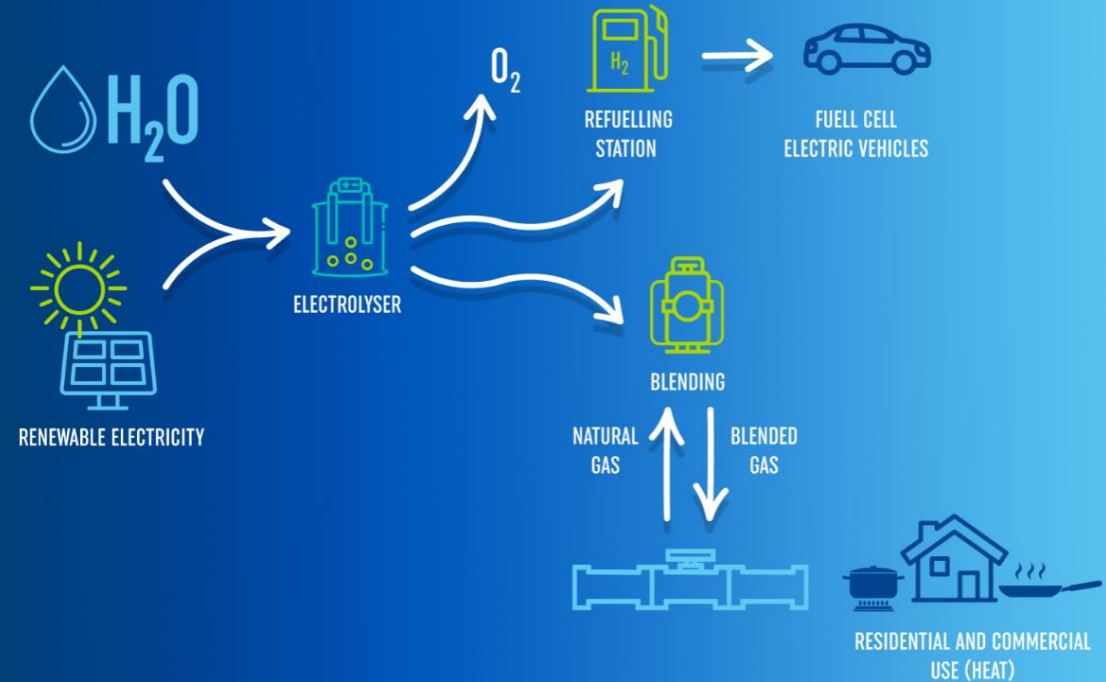 H₂O
O₂
H₂
REFUELLING
STATION
FUELL CELL
ELECTRIC VEHICLES
ELECTROLYSER
RENEWABLE ELECTRICITY
BLENDING
NATURAL
GAS
BLENDED
GAS
RESIDENTIAL AND COMMERCIAL
USE (HEAT)